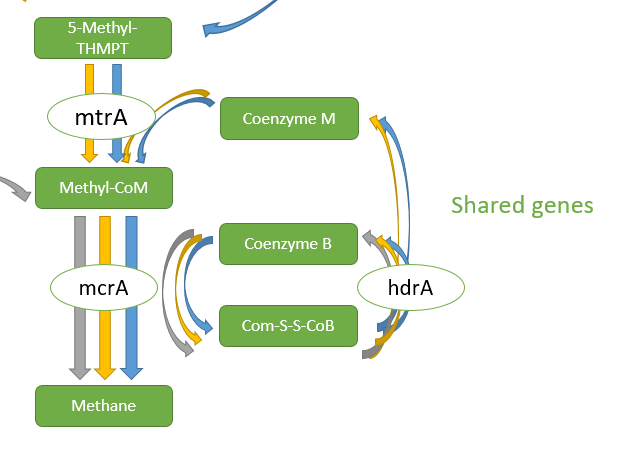 5-Methyl-
THMPT
mtrA
Coenzyme M
Methyl-CoM
Shared genes
Coenzyme B
mcrA
hdrA
Com-S-S-CoB
Methane